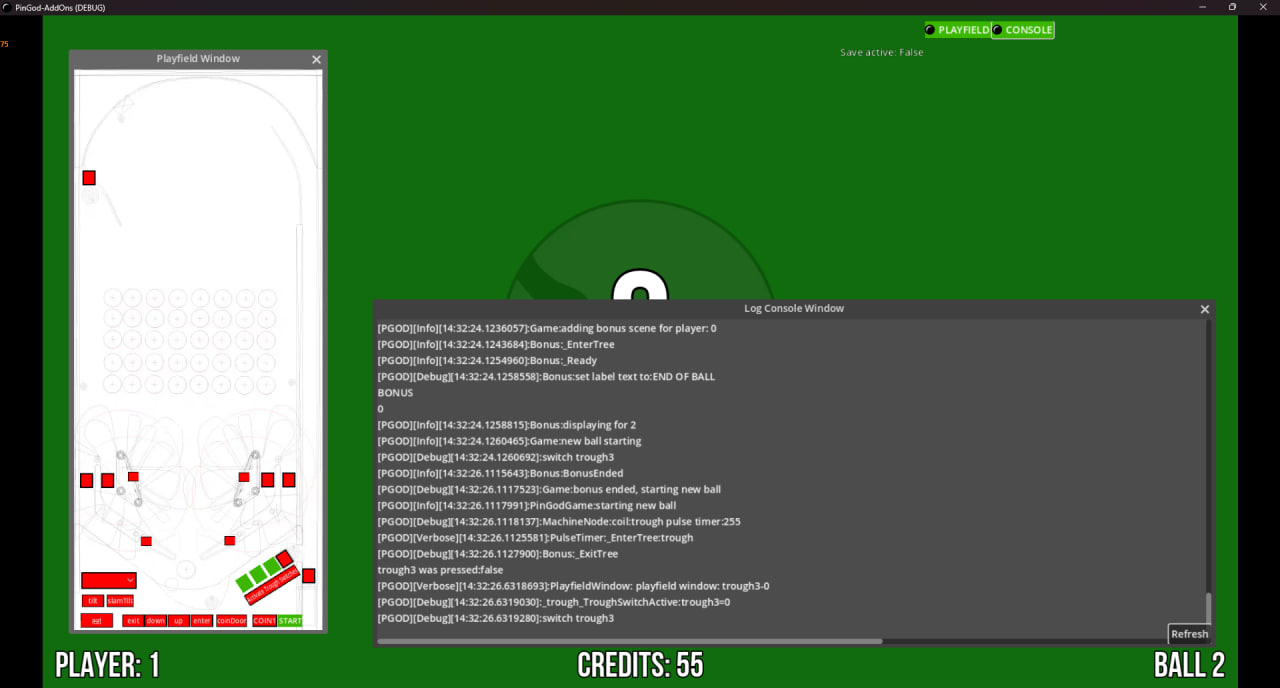 PinGod-AddOns (DEBUG)
75
PLAYFIELD
CONSOLE
Save active: False
Playfield Window
Log Console Window
[PGOD][Info][14:32:24.1236057]:Game:adding bonus scene for player: 0
[PGOD][Info][14:32:24.1243684]:Bonus:_EnterTree
[PGOD][Info][14:32:24.1254960]:Bonus:_Ready
[PGOD][Debug][14:32:24.1258558]:Bonus:set label text to:END OF BALL
BONUS
0
[PGOD][Info][14:32:24.1258815]:Bonus:displaying for 2
[PGOD][Info][14:32:24.1260465]:Game:new ball starting
[PGOD][Debug][14:32:24.1260692]:switch trough3
[PGOD][Info][14:32:26.1115643]:Bonus:BonusEnded
[PGOD][Debug][14:32:26.1117523]:Game:bonus ended, starting new ball
[PGOD][Info][14:32:26.1117991]:PinGodGame:starting new ball
[PGOD][Debug][14:32:26.1118137]:MachineNode:coil:trough pulse timer:255
[PGOD][Verbose][14:32:26.1125581]:PulseTimer:_EnterTree:trough
[PGOD][Debug][14:32:26.1127900]:Bonus:_ExitTree
trough3 was pressed:false
[PGOD][Verbose][14:32:26.6318693]:PlayfieldWindow: playfield window: trough3-0
[PGOD][Debug][14:32:26.6319030]:_trough_TroughSwitchActive:trough3=0
[PGOD][Debug][14:32:26.6319280]:switch trough3
Refresh
Activate Trough Switches
tilt
slamTilt
exit
down
up
enter
coinDoor
COIN1
START
PLAYER: 1
CREDITS: 55
BALL 2